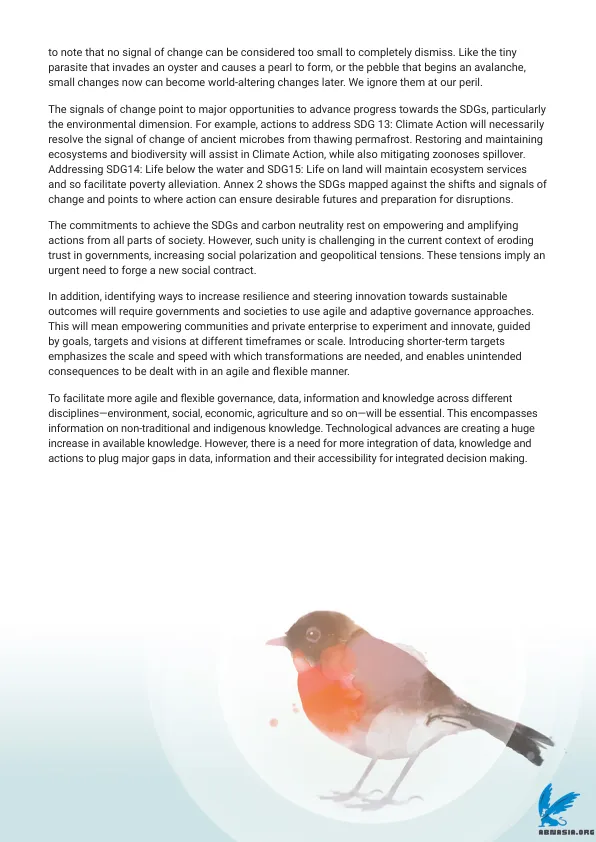 to note that no signal of change can be considered too small to completely dismiss. Like the tiny
parasite that invades an oyster and causes a pearl to form, or the pebble that begins an avalanche,
small changes now can become world-altering changes later. We ignore them at our peril.
The signals of change point to major opportunities to advance progress towards the SDGs, particularly
the environmental dimension. For example, actions to address SDG 13: Climate Action will necessarily
resolve the signal of change of ancient microbes from thawing permafrost. Restoring and maintaining
ecosystems and biodiversity will assist in Climate Action, while also mitigating zoonoses spillover.
Addressing SDG14: Life below the water and SDG15: Life on land will maintain ecosystem services
and so facilitate poverty alleviation. Annex 2 shows the SDGs mapped against the shifts and signals of
change and points to where action can ensure desirable futures and preparation for disruptions.
The commitments to achieve the SDGs and carbon neutrality rest on empowering and amplifying
actions from all parts of society. However, such unity is challenging in the current context of eroding
trust in governments, increasing social polarization and geopolitical tensions. These tensions imply an
urgent need to forge a new social contract.
In addition, identifying ways to increase resilience and steering innovation towards sustainable
outcomes will require governments and societies to use agile and adaptive governance approaches.
This will mean empowering communities and private enterprise to experiment and innovate, guided
by goals, targets and visions at different timeframes or scale. Introducing shorter-term targets
emphasizes the scale and speed with which transformations are needed, and enables unintended
consequences to be dealt with in an agile and flexible manner.
To facilitate more agile and flexible governance, data, information and knowledge across different
disciplines—environment, social, economic, agriculture and so on—will be essential. This encompasses
information on non-traditional and indigenous knowledge. Technological advances are creating a huge
increase in available knowledge. However, there is a need for more integration of data, knowledge and
actions to plug major gaps in data, information and their accessibility for integrated decision making.
ABNASIA.ORG